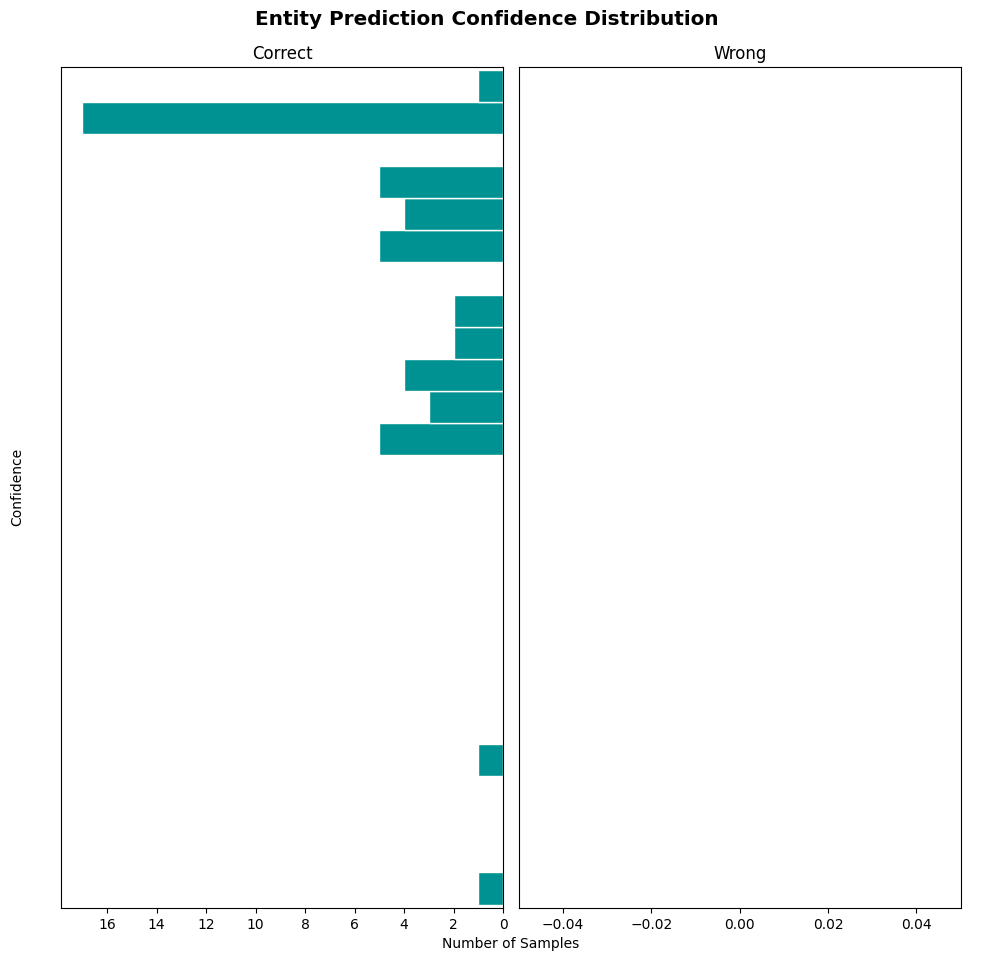 Entity Prediction Confidence Distribution
Correct
Wrong
Confidence
16 14 12 10 8 6 4 2 0
−0.04 −0.02 0.00 0.02 0.04
Number of Samples